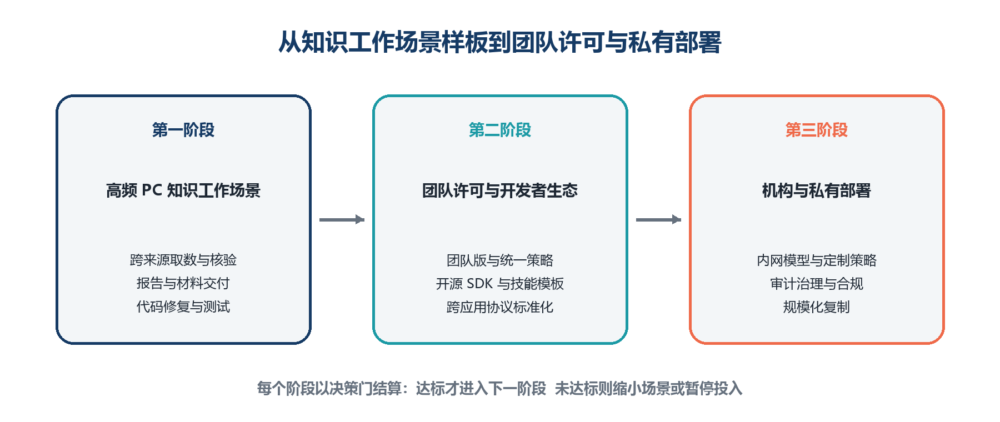 从知识工作场景样板到团队许可与私有部署
第一阶段
高频 PC 知识工作场景
跨来源取数与核验
报告与材料交付
代码修复与测试
第二阶段
团队许可与开发者生态
团队版与统一策略
开源 SDK 与技能模板
跨应用协议标准化
第三阶段
机构与私有部署
内网模型与定制策略
审计治理与合规
规模化复制
每个阶段以决策门结算：达标才进入下一阶段 未达标则缩小场景或暂停投入